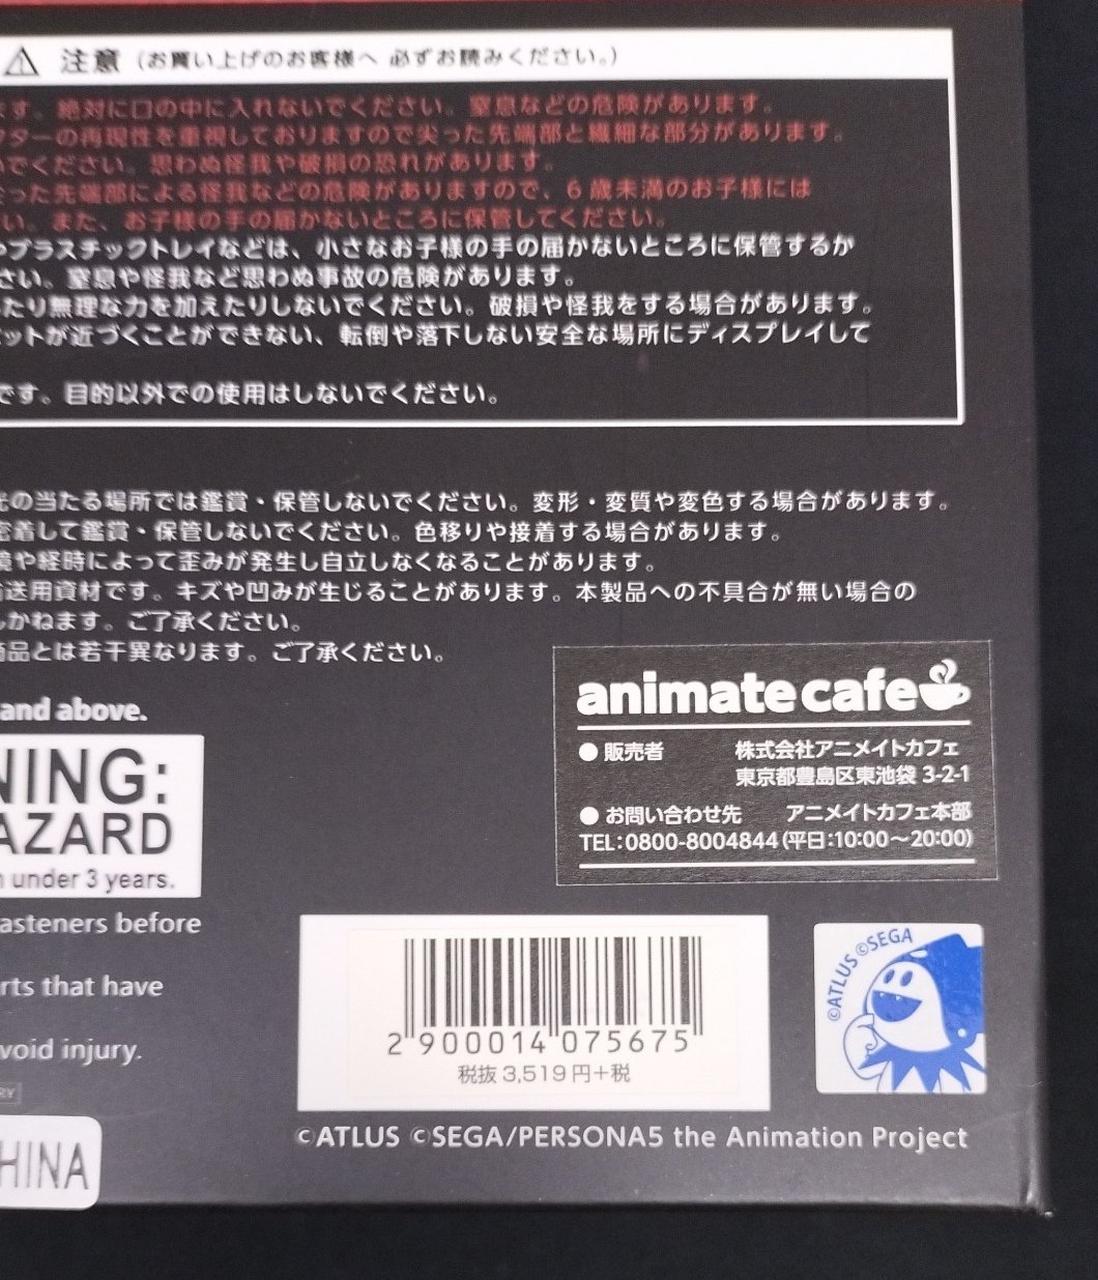 注意（お買い上げのお客様へ 必ずお読みください。）
ます。絶対に口の中に入れないでください。窒息などの危険があります。
クターの再現性を重視しておりますので尖った先端部と繊細な部分があります。
いでください。思わぬ怪我や破損の恐れがあります。
なった先端部による怪我などの危険がありますので、6 歳未満のお子様には
い。また、お子様の手の届かないところに保管してください。
やプラスチックトレイなどは、小さなお子様の手の届かないところに保管するか
さい。窒息や怪我など思わぬ事故の危険があります。
たり無理な力を加えたりしないでください。破損や怪我をする場合があります。
ペットが近づくことができない、転倒や落下しない安全な場所にディスプレイして
です。目的以外での使用はしないでください。
光の当たる場所では鑑賞・保管しないでください。変形・変質や変色する場合があります。
密着して鑑賞・保管しないでください。色移りや接着する場合があります。
境や経時によって歪みが発生し自立しなくなることがあります。
送用資材です。キズや凹みが生じることがあります。本製品への不具合が無い場合の
しかねます。ご了承ください。
商品とは若干異なります。ご了承ください。
and above.
NING:
AZARD
n under 3 years.
asteners before
rts that have
void injury.
RY
HINA
animate cafe
● 販売者 株式会社アニメイトカフェ
東京都豊島区東池袋 3-2-1
● お問い合わせ先 アニメイトカフェ本部
TEL:0800-8004844 (平日:10:00～20:00)
2 900014 075675
税抜 3,519 円+税
©ATLUS ©SEGA
©ATLUS ©SEGA/PERSONA5 the Animation Project